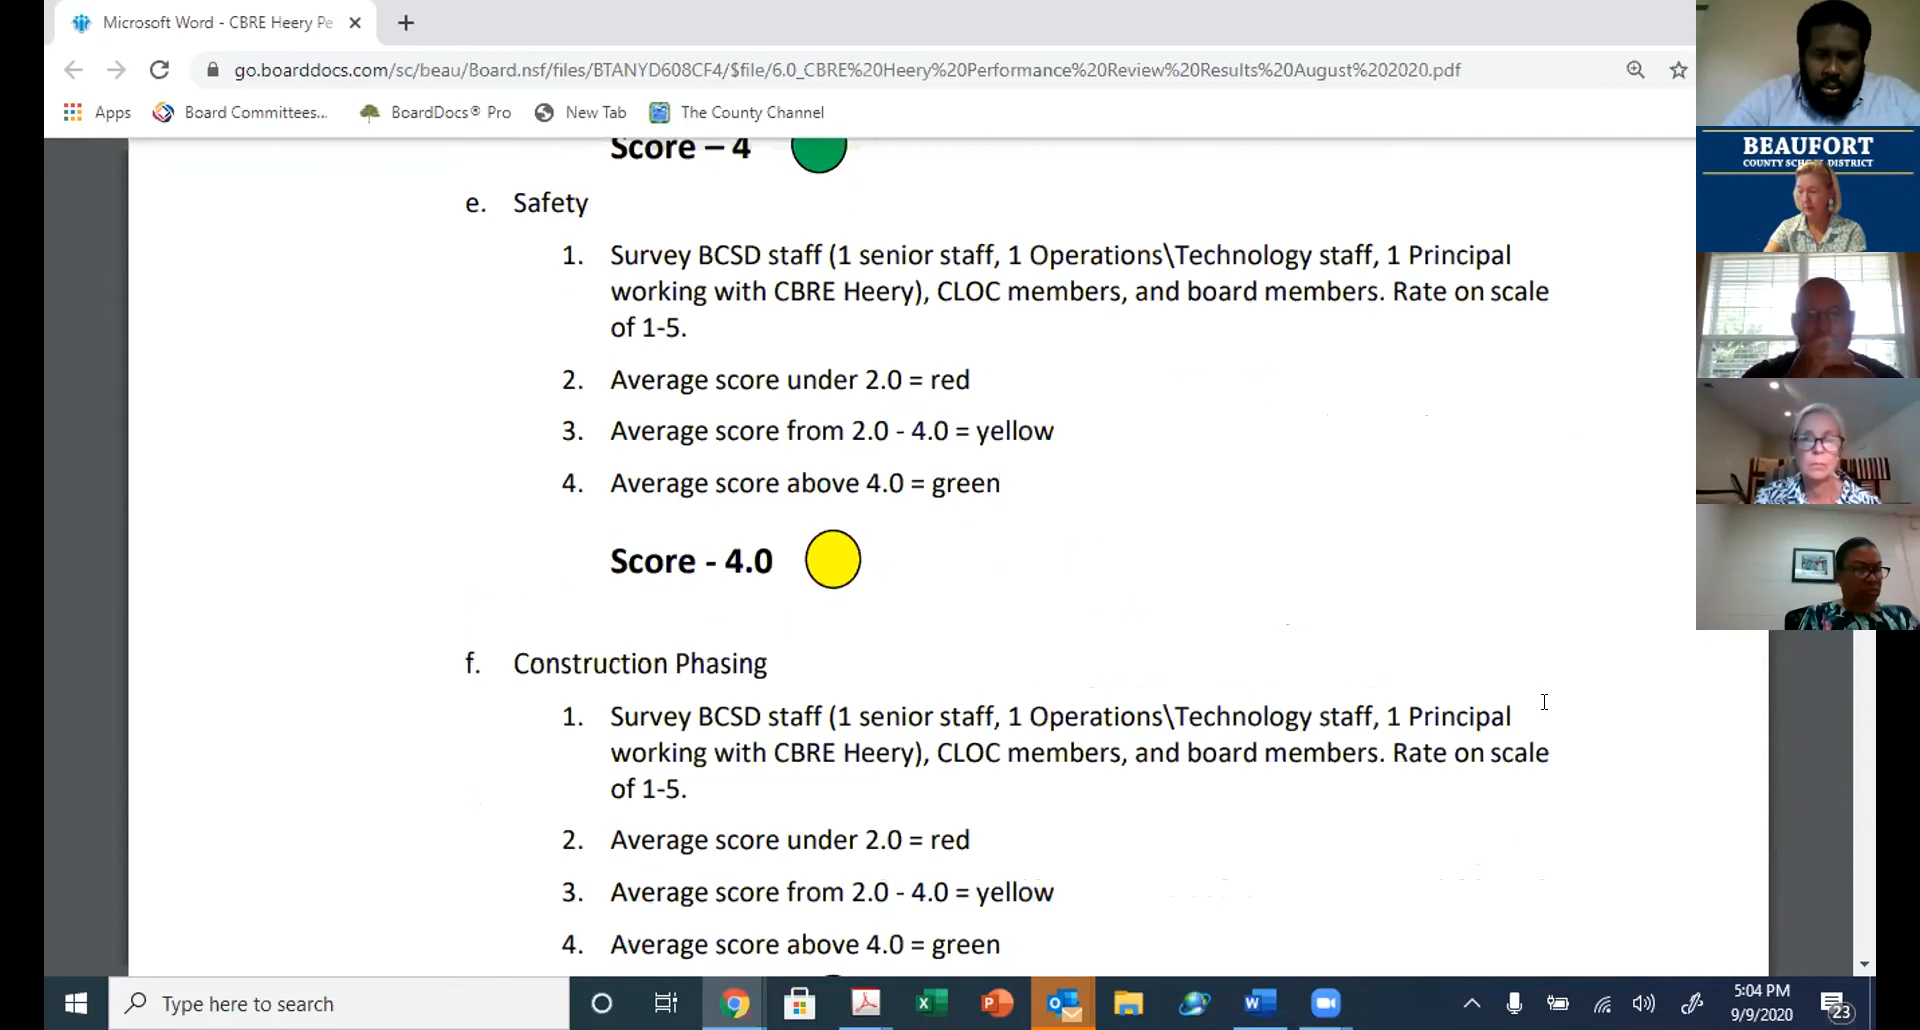 Microsoft Word - CBRE Heery Pe
go.boarddocs.com/sc/beau/Board.nsf/files/BTANYD608CF4/$file/6.0_CBRE%20Heery%20Performance%20Review%20Results%20August%202020.pdf
Apps Board Committees... BoardDocs® Pro New Tab The County Channel
BEAUFORT
COUNTY SCHOOL DISTRICT
Score – 4
e. Safety
1. Survey BCSD staff (1 senior staff, 1 Operations\Technology staff, 1 Principal
working with CBRE Heery), CLOC members, and board members. Rate on scale
of 1-5.
2. Average score under 2.0 = red
3. Average score from 2.0 - 4.0 = yellow
4. Average score above 4.0 = green
Score - 4.0
f. Construction Phasing
1. Survey BCSD staff (1 senior staff, 1 Operations\Technology staff, 1 Principal
working with CBRE Heery), CLOC members, and board members. Rate on scale
of 1-5.
2. Average score under 2.0 = red
3. Average score from 2.0 - 4.0 = yellow
4. Average score above 4.0 = green
Type here to search
5:04 PM
9/9/2020
23